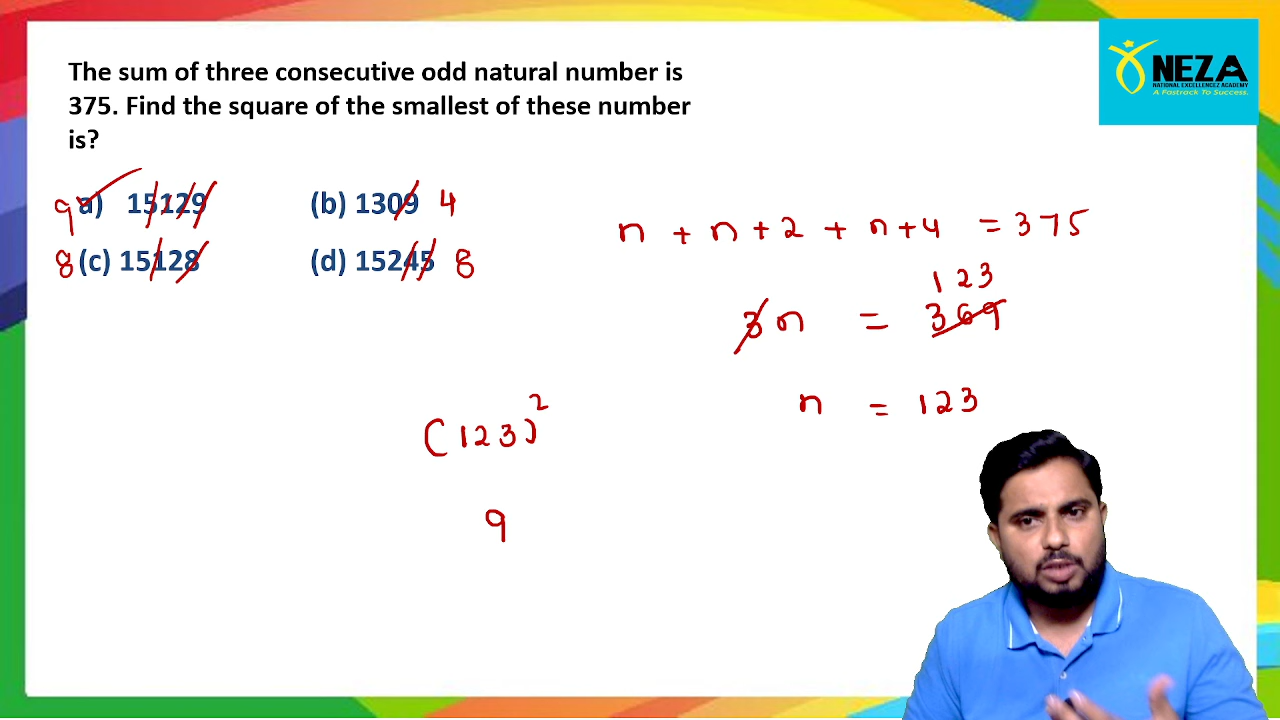 The sum of three consecutive odd natural number is
375. Find the square of the smallest of these number
is?
NEZA
NATIONAL EXCELLENCEZ ACADEMY
A Fastrack To Success.
9 a) 15129 (b) 1309 4
8 (c) 15128 (d) 15245 8
n + n + 2 + n + 4 = 375
123
3n = 369
n = 123
(123)²
9